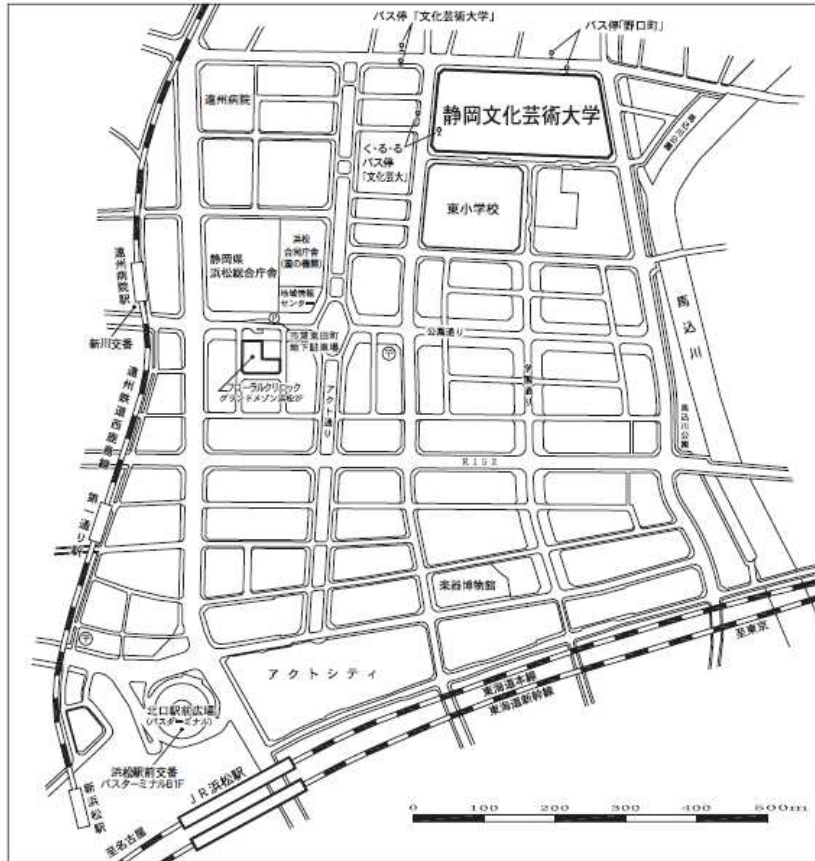 バス停「文化芸術大学」
バス停「野口町」
遠州病院
静岡文化芸術大学
く・る・る
バス停
「文化芸大」
東小学校
静岡県
浜松総合庁舎
浜松
合同庁舎
(国の機関)
地域情報
センター
遠州病院駅
新川交番
P
地下駐車場
公園通り
学園通り
馬込川
馬込川公園
フローラルクリニック
グランドメゾン浜松2F
アクト通り
遠州鉄道西鹿島線
R152
第一通り駅
楽器博物館
アクトシティ
東海道本線
東海道新幹線
至東京
北口駅前広場
(バスターミナル)
浜松駅前交番
バスターミナルB1F
JR浜松駅
新浜松駅
至名古屋
0 100 200 300 400 500m